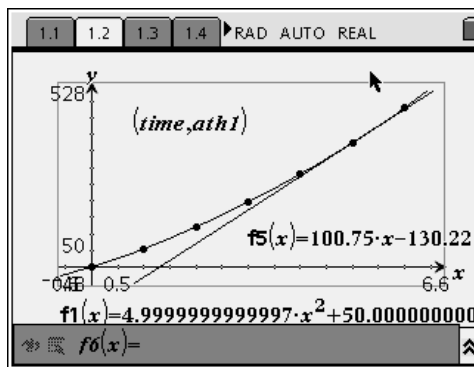 1.1 1.2 1.3 1.4 RAD AUTO REAL
y
528
(time,ath1)
50
f5(x)=100.75·x−130.22
x
0.5 6.6
f1(x)=4.9999999999997·x²+50.000000000
f6(x)=